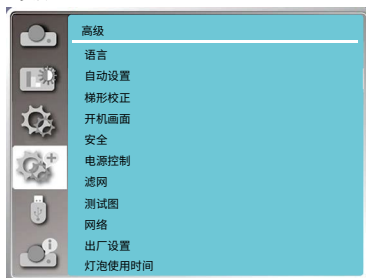 高级
语言
自动设置
梯形校正
开机画面
安全
电源控制
滤网
测试图
网络
出厂设置
灯泡使用时间